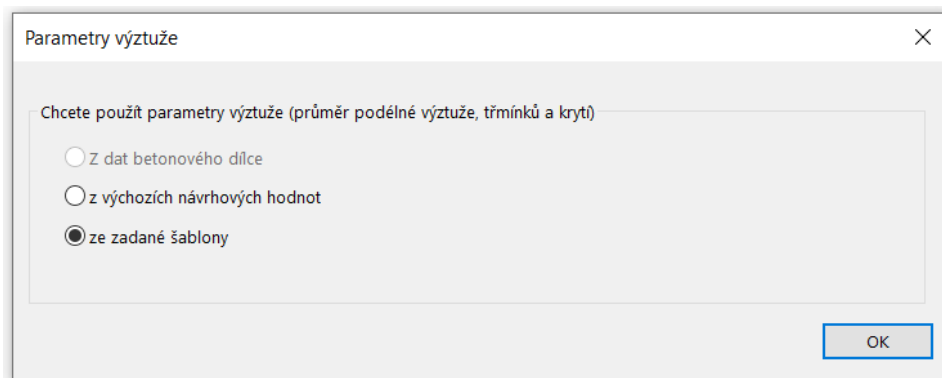 Parametry výztuže
Chcete použít parametry výztuže (průměr podélné výztuže, třmínků a krytí)
Z dat betonového dílce
z výchozích návrhových hodnot
ze zadané šablony
OK